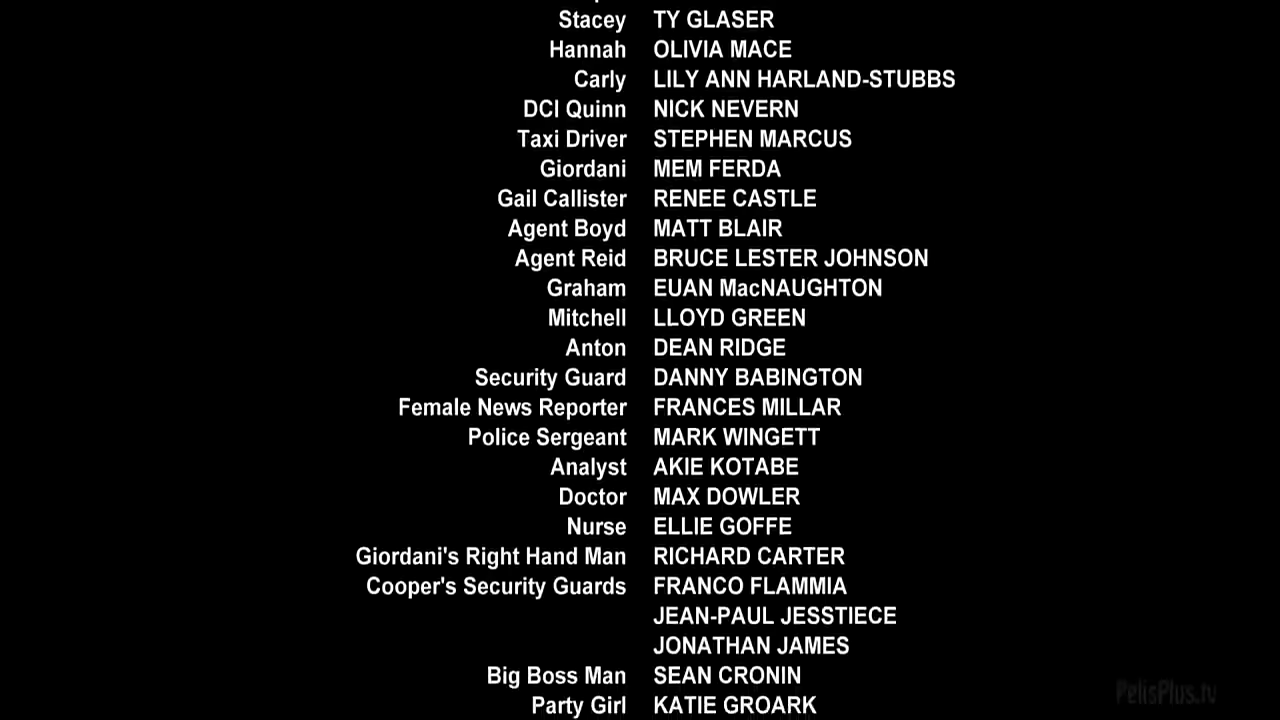 Stacey TY GLASER
Hannah OLIVIA MACE
Carly LILY ANN HARLAND-STUBBS
DCI Quinn NICK NEVERN
Taxi Driver STEPHEN MARCUS
Giordani MEM FERDA
Gail Callister RENEE CASTLE
Agent Boyd MATT BLAIR
Agent Reid BRUCE LESTER JOHNSON
Graham EUAN MacNAUGHTON
Mitchell LLOYD GREEN
Anton DEAN RIDGE
Security Guard DANNY BABINGTON
Female News Reporter FRANCES MILLAR
Police Sergeant MARK WINGETT
Analyst AKIE KOTABE
Doctor MAX DOWLER
Nurse ELLIE GOFFE
Giordani's Right Hand Man RICHARD CARTER
Cooper's Security Guards FRANCO FLAMMIA
JEAN-PAUL JESSTIECE
JONATHAN JAMES
Big Boss Man SEAN CRONIN
Party Girl KATIE GROARK
PelisPlus.tv